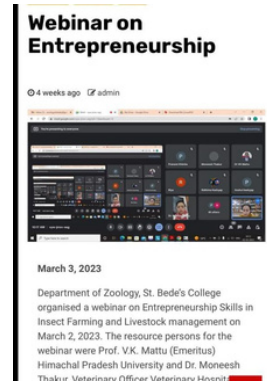 Webinar on
Entrepreneurship
4 weeks ago admin
March 3, 2023
Department of Zoology, St. Bede's College
organised a webinar on Entrepreneurship Skills in
Insect Farming and Livestock management on
March 2, 2023. The resource persons for the
webinar were Prof. V.K. Mattu (Emeritus)
Himachal Pradesh University and Dr. Moneesh
Thakur, Veterinary Officer Veterinary Hospital